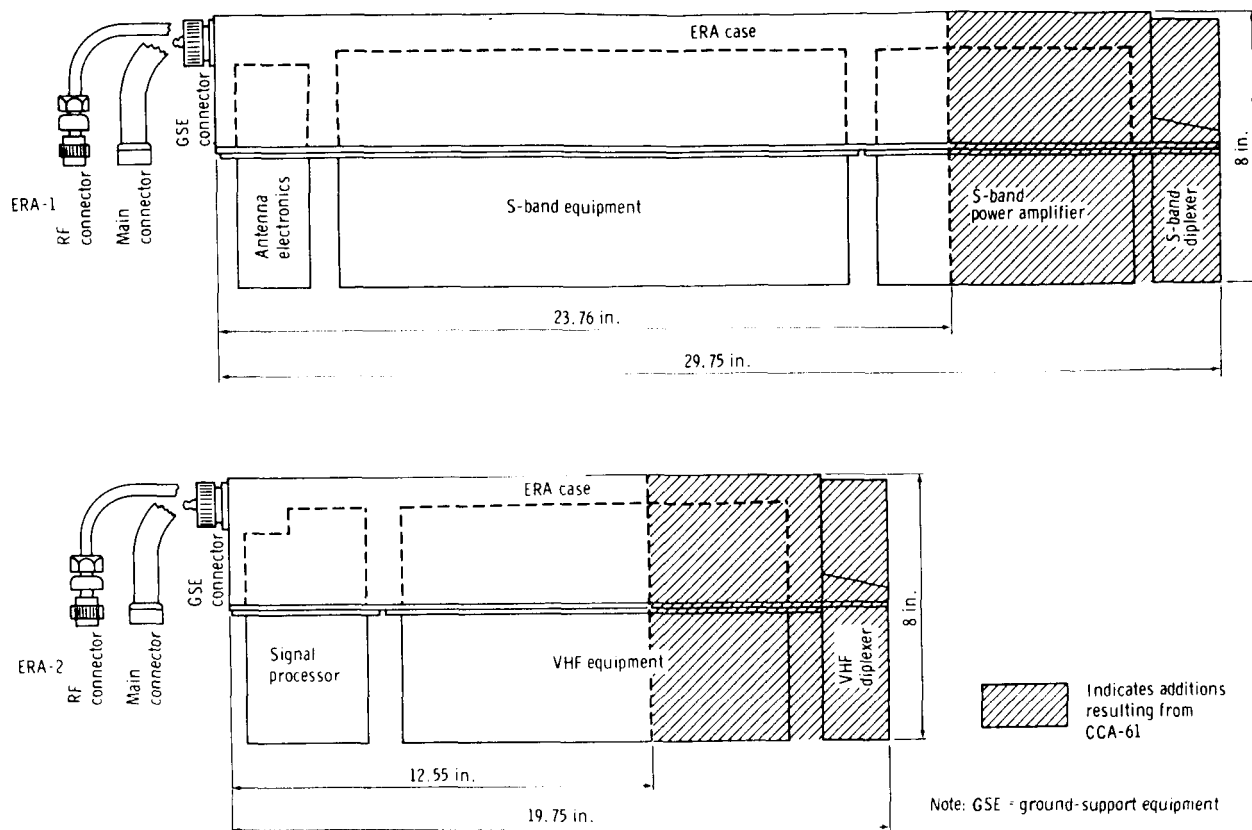 ERA case
GSE
connector
ERA-1
RF
connector
Main
connector
Antenna
electronics
S-band equipment
S-band
power amplifier
S-band
diplexer
8 in.
23.76 in.
29.75 in.
ERA case
GSE
connector
ERA-2
RF
connector
Main
connector
Signal
processor
VHF equipment
VHF
diplexer
8 in.
12.55 in.
19.75 in.
Indicates additions
resulting from
CCA-61
Note: GSE = ground-support equipment